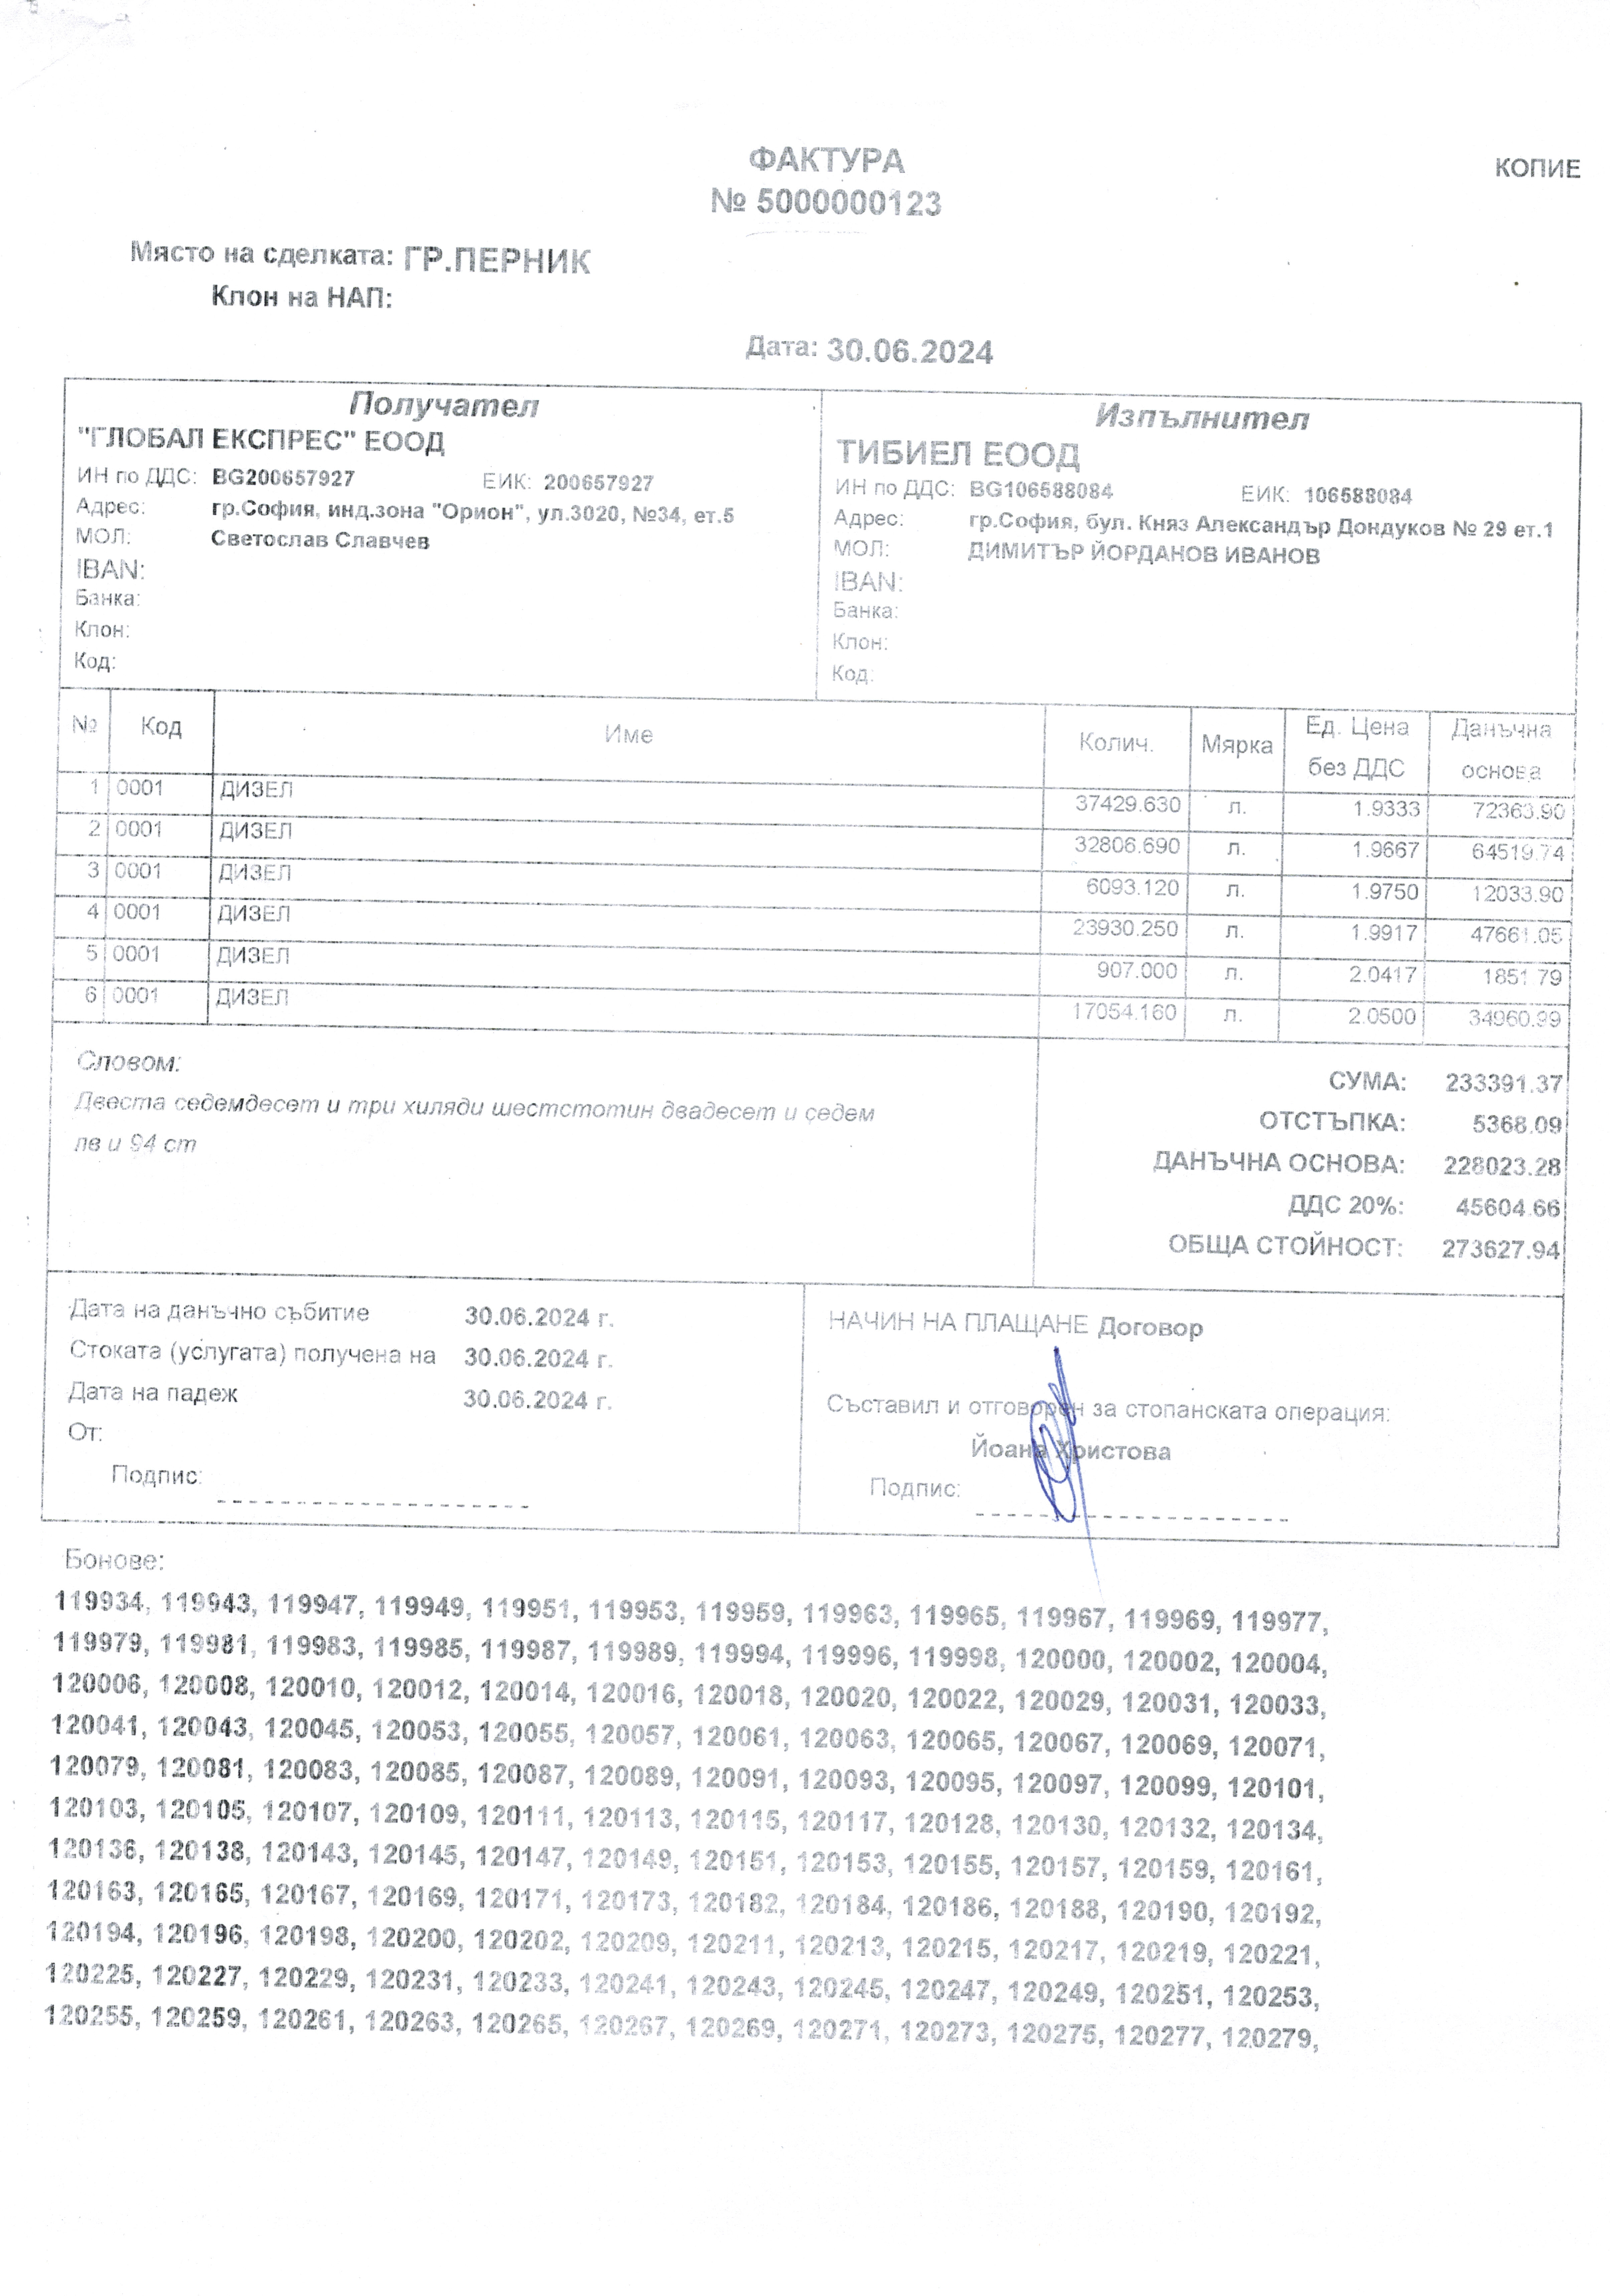 ФАКТУРА
КОПИЕ
№ 5000000123
Място на сделката: ГР.ПЕРНИК
Клон на НАП:
Дата: 30.06.2024
Получател
"ГЛОБАЛ ЕКСПРЕС" ЕООД
ИН по ДДС: BG200657927 ЕИК: 200657927
Адрес: гр.София, инд.зона "Орион", ул.3020, №34, ет.5
МОЛ: Светослав Славчев
IBAN:
Банка:
Клон:
Код:
Изпълнител
ТИБИЕЛ ЕООД
ИН по ДДС: BG106588084 ЕИК: 106588084
Адрес: гр.София, бул. Княз Александър Дондуков № 29 ет.1
МОЛ: ДИМИТЪР ЙОРДАНОВ ИВАНОВ
IBAN:
Банка:
Клон:
Код:
№ Код Име Колич. Мярка Ед. Цена без ДДС Данъчна основа
1 0001 ДИЗЕЛ 37429.630 л. 1.9333 72363.90
2 0001 ДИЗЕЛ 32806.690 л. 1.9667 64519.74
3 0001 ДИЗЕЛ 6093.120 л. 1.9750 12033.90
4 0001 ДИЗЕЛ 23930.250 л. 1.9917 47661.05
5 0001 ДИЗЕЛ 907.000 л. 2.0417 1851.79
6 0001 ДИЗЕЛ 17054.160 л. 2.0500 34960.99
Словом:
Двеста седемдесет и три хиляди шестстотин двадесет и седем
лв и 94 ст
СУМА: 233391.37
ОТСТЪПКА: 5368.09
ДАНЪЧНА ОСНОВА: 228023.28
ДДС 20%: 45604.66
ОБЩА СТОЙНОСТ: 273627.94
Дата на данъчно събитие 30.06.2024 г.
Стоката (услугата) получена на 30.06.2024 г.
Дата на падеж 30.06.2024 г.
От:
Подпис:
НАЧИН НА ПЛАЩАНЕ Договор
Съставил и отговорен за стопанската операция:
Йоана Христова
Подпис:
Бонове:
119934, 119943, 119947, 119949, 119951, 119953, 119959, 119963, 119965, 119967, 119969, 119977,
119979, 119981, 119983, 119985, 119987, 119989, 119994, 119996, 119998, 120000, 120002, 120004,
120006, 120008, 120010, 120012, 120014, 120016, 120018, 120020, 120022, 120029, 120031, 120033,
120041, 120043, 120045, 120053, 120055, 120057, 120061, 120063, 120065, 120067, 120069, 120071,
120079, 120081, 120083, 120085, 120087, 120089, 120091, 120093, 120095, 120097, 120099, 120101,
120103, 120105, 120107, 120109, 120111, 120113, 120115, 120117, 120128, 120130, 120132, 120134,
120136, 120138, 120143, 120145, 120147, 120149, 120151, 120153, 120155, 120157, 120159, 120161,
120163, 120165, 120167, 120169, 120171, 120173, 120182, 120184, 120186, 120188, 120190, 120192,
120194, 120196, 120198, 120200, 120202, 120209, 120211, 120213, 120215, 120217, 120219, 120221,
120225, 120227, 120229, 120231, 120233, 120241, 120243, 120245, 120247, 120249, 120251, 120253,
120255, 120259, 120261, 120263, 120265, 120267, 120269, 120271, 120273, 120275, 120277, 120279,